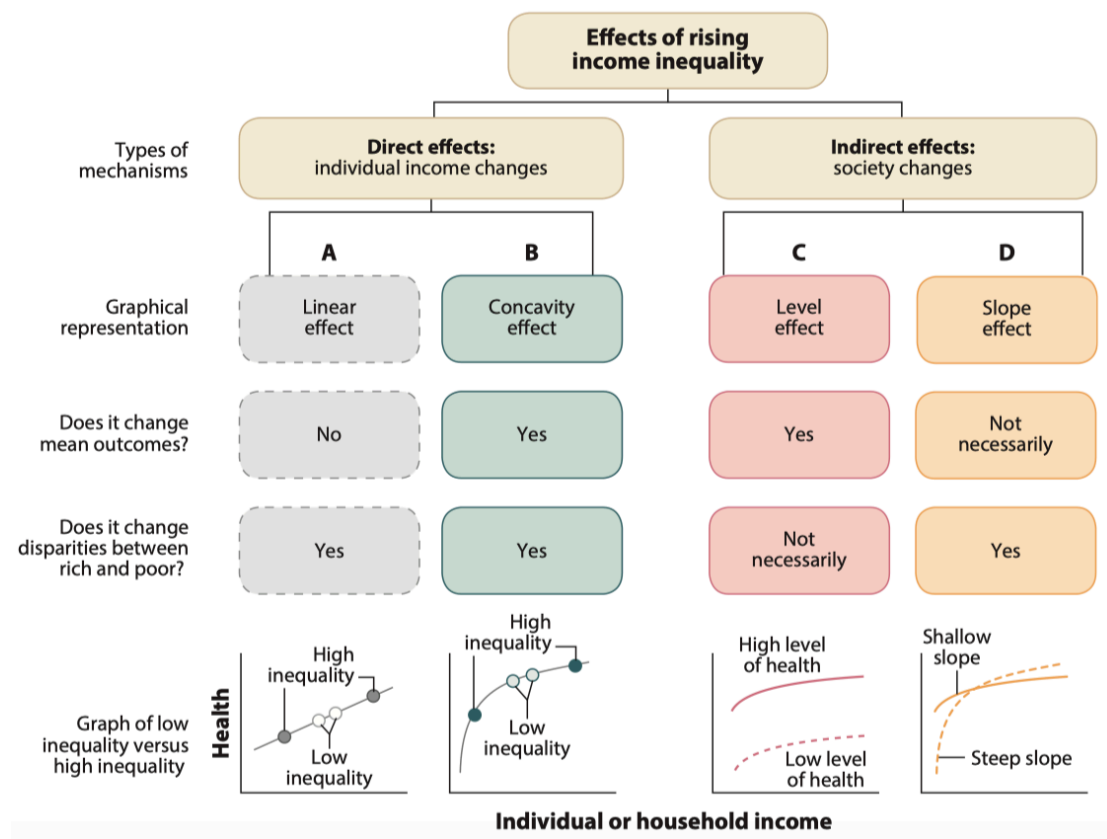 Effects of rising
income inequality
Types of
mechanisms
Direct effects:
individual income changes
Indirect effects:
society changes
A
B
C
D
Graphical
representation
Linear
effect
Concavity
effect
Level
effect
Slope
effect
Does it change
mean outcomes?
No
Yes
Yes
Not
necessarily
Does it change
disparities between
rich and poor?
Yes
Yes
Not
necessarily
Yes
Graph of low
inequality versus
high inequality
Health
High
inequality
Low
inequality
High
inequality
Low
inequality
High level
of health
Low level
of health
Shallow
slope
Steep slope
Individual or household income